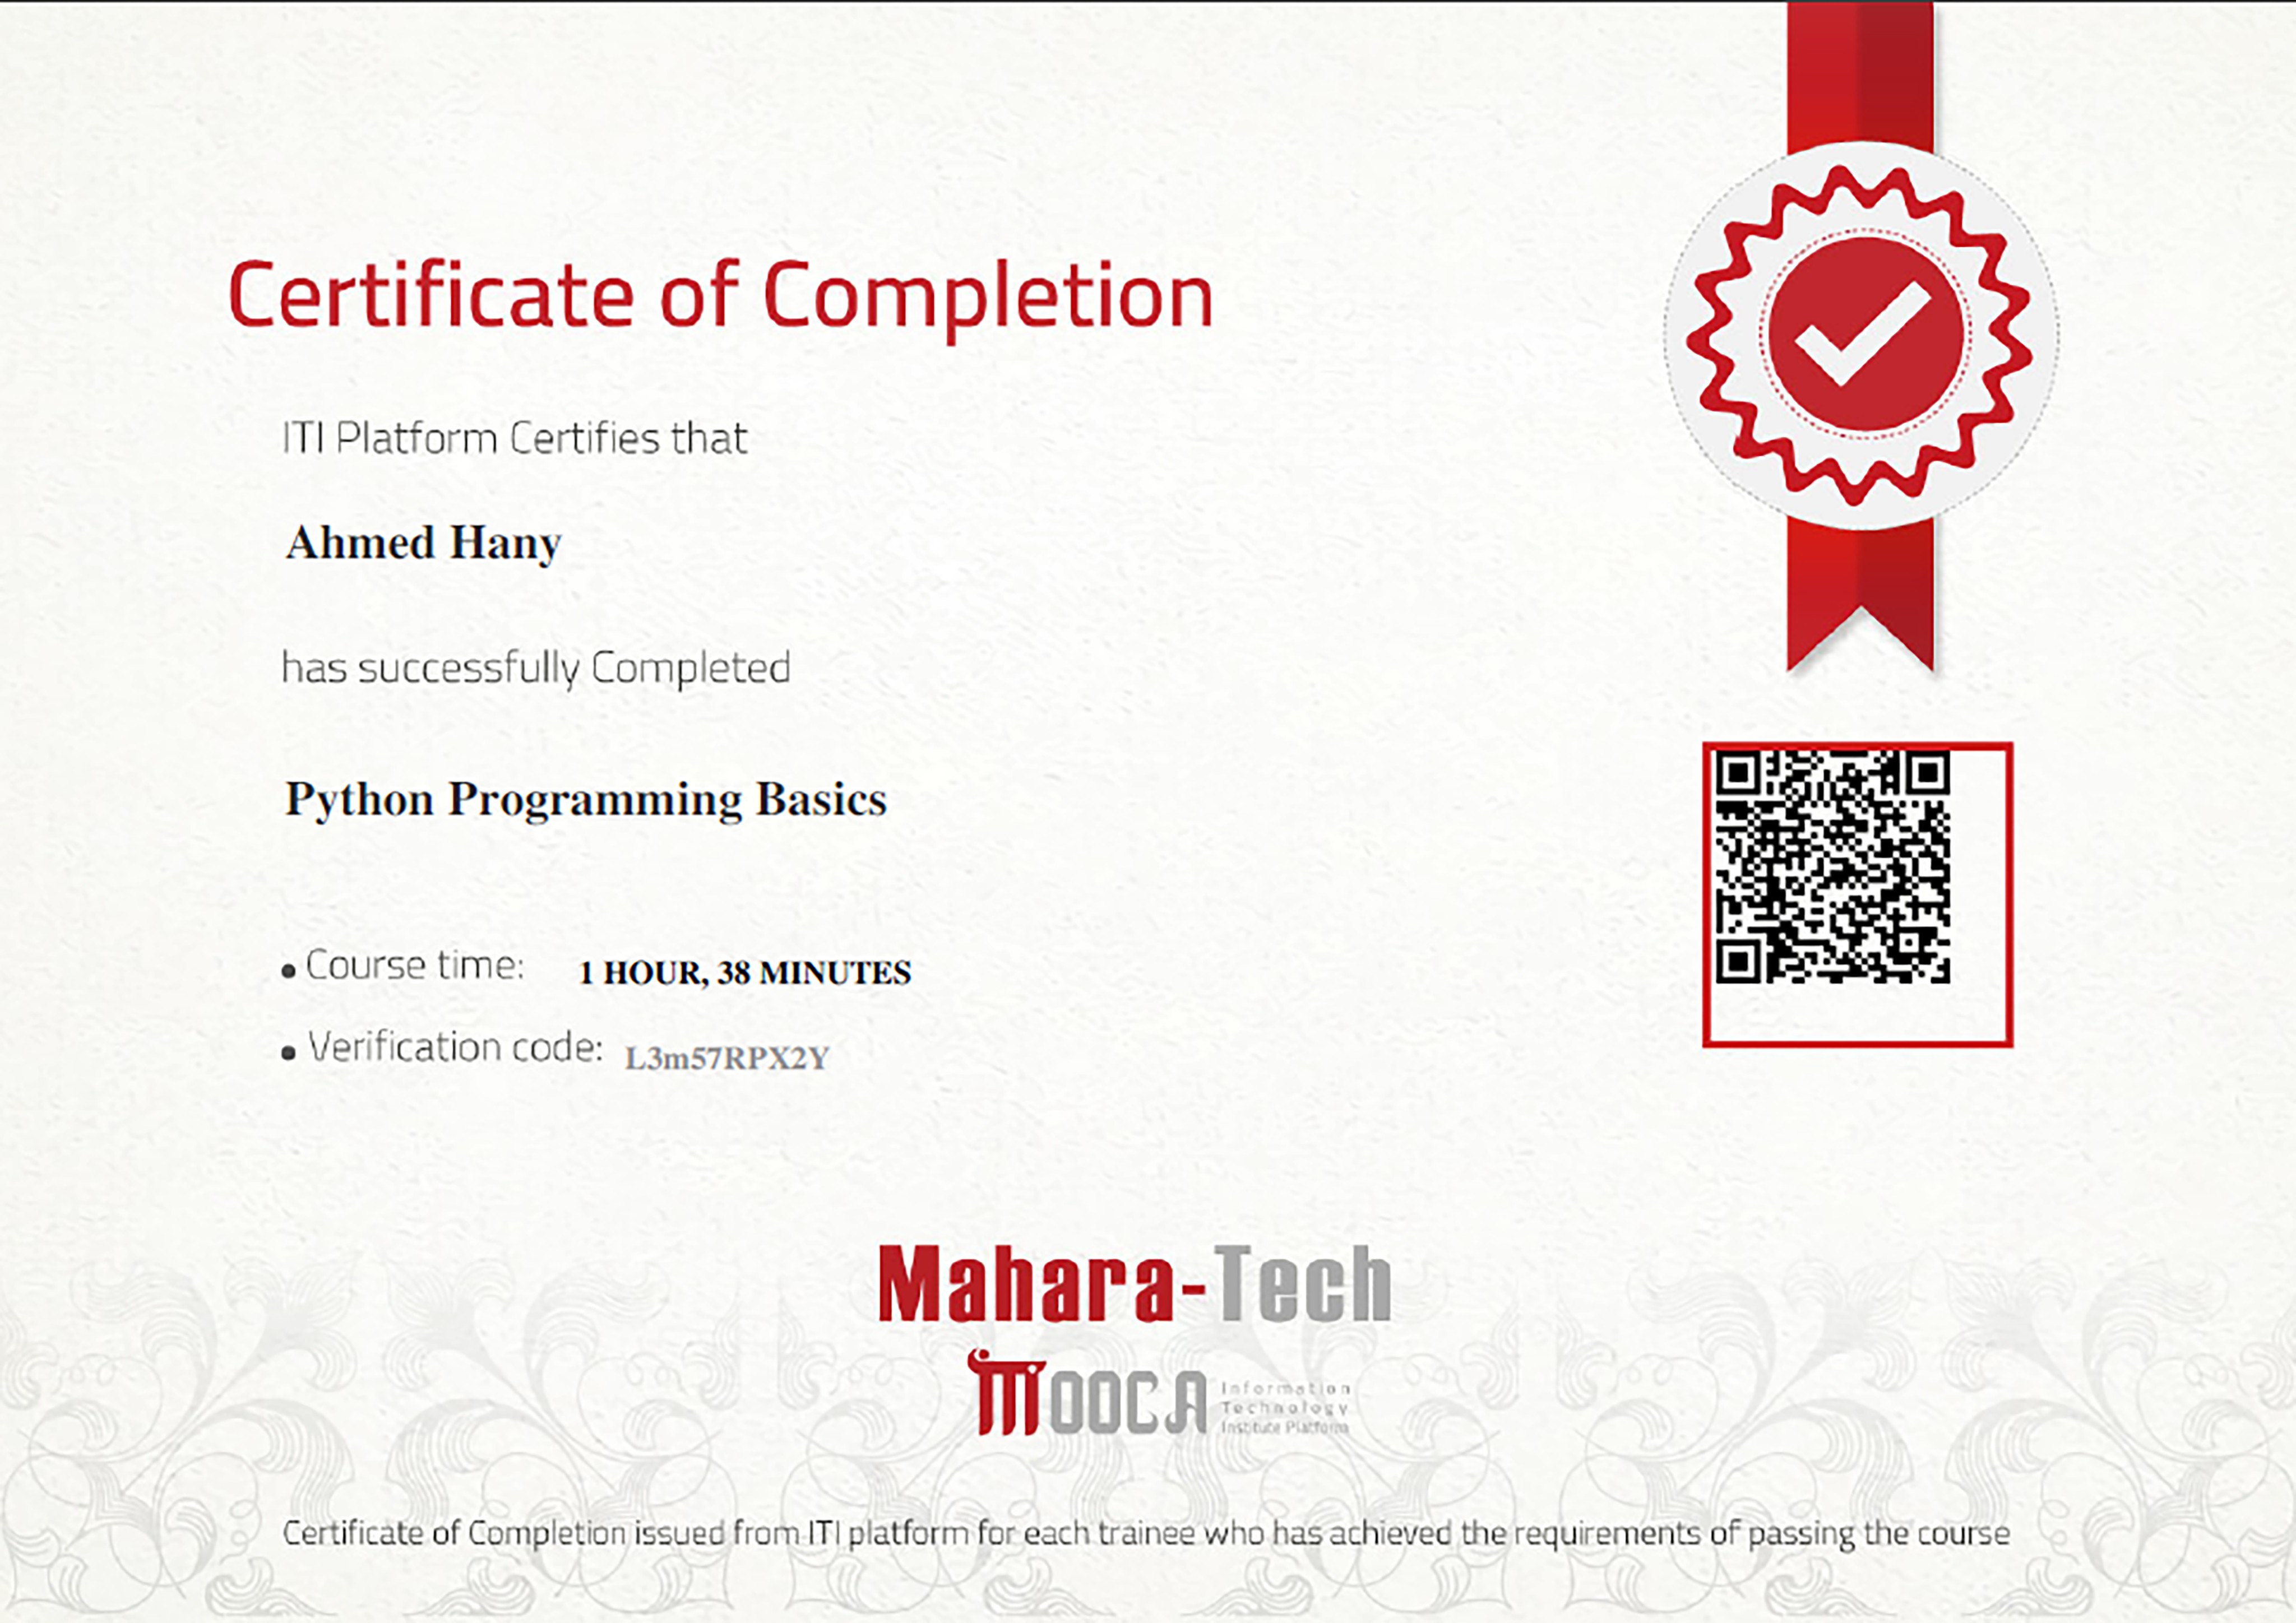 Certificate of Completion
ITI Platform Certifies that
Ahmed Hany
has successfully Completed
Python Programming Basics
• Course time: 1 HOUR, 38 MINUTES
• Verification code: L3m57RPX2Y
Mahara-Tech
MOOCA
Information
Technology
Institute Platform
Certificate of Completion issued from ITI platform for each trainee who has achieved the requirements of passing the course